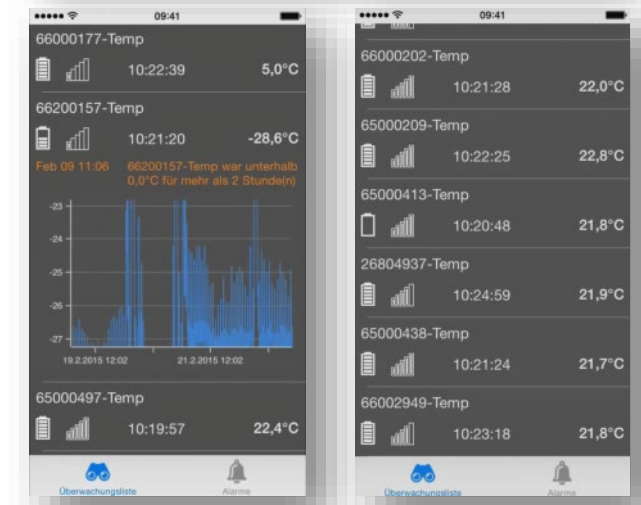 09:41
66000177-Temp
10:22:39 5,0°C
66200157-Temp
10:21:20 -28,6°C
Feb 09 11:06 66200157-Temp war unterhalb
0,0°C für mehr als 2 Stunde(n)
-23
-24
-25
-26
-27
19.2.2015 12:02 21.2.2015 12:02
65000497-Temp
10:19:57 22,4°C
Überwachungsliste Alarme
09:41
66000202-Temp
10:21:28 22,0°C
65000209-Temp
10:22:25 22,8°C
65000413-Temp
10:20:48 21,8°C
26804937-Temp
10:24:59 21,9°C
65000438-Temp
10:21:24 21,7°C
66002949-Temp
10:23:18 21,8°C
Überwachungsliste Alarme